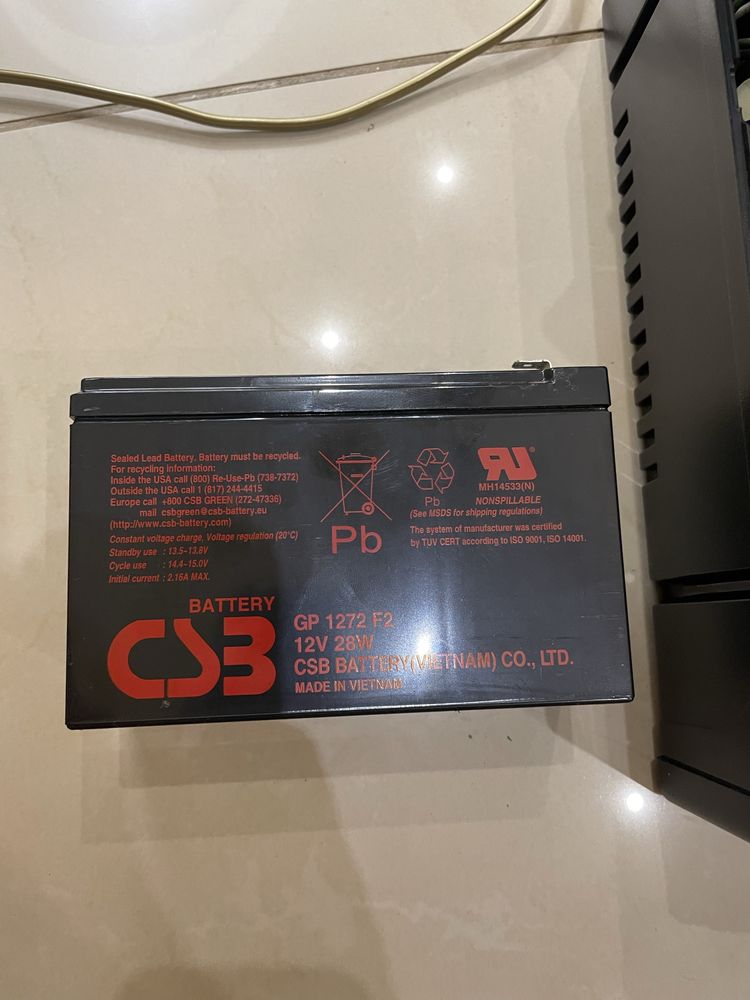 Sealed Lead Battery. Battery must be recycled.
For recycling information:
Inside the USA call (800) Re-Use-Pb (738-7372)
Outside the USA call 1 (817) 244-4415
Europe call +800 CSB GREEN (272-47336)
mail csbgreen@csb-battery.eu
(http://www.csb-battery.com)
Constant voltage charge, Voltage regulation (20°C)
Standby use : 13.5~13.8V
Cycle use : 14.4~15.0V
Initial current : 2.16A MAX.
Pb
Pb
RU
MH14533(N)
NONSPILLABLE
(See MSDS for shipping regulations)
The system of manufacturer was certified
by TUV CERT according to ISO 9001, ISO 14001.
BATTERY
CSB
GP 1272 F2
12V 28W
CSB BATTERY(VIETNAM) CO., LTD.
MADE IN VIETNAM